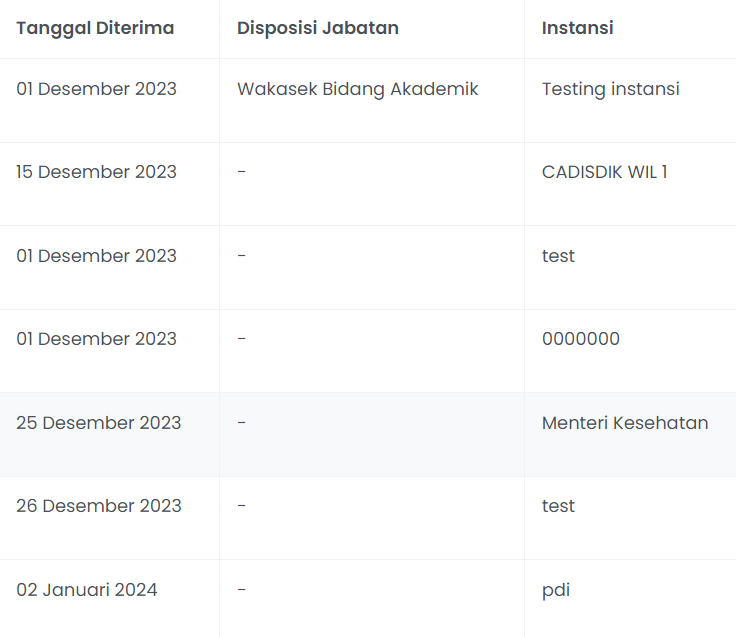 Tanggal Diterima Disposisi Jabatan Instansi
01 Desember 2023 Wakasek Bidang Akademik Testing instansi
15 Desember 2023 - CADISDIK WIL 1
01 Desember 2023 - test
01 Desember 2023 - 0000000
25 Desember 2023 - Menteri Kesehatan
26 Desember 2023 - test
02 Januari 2024 - pdi